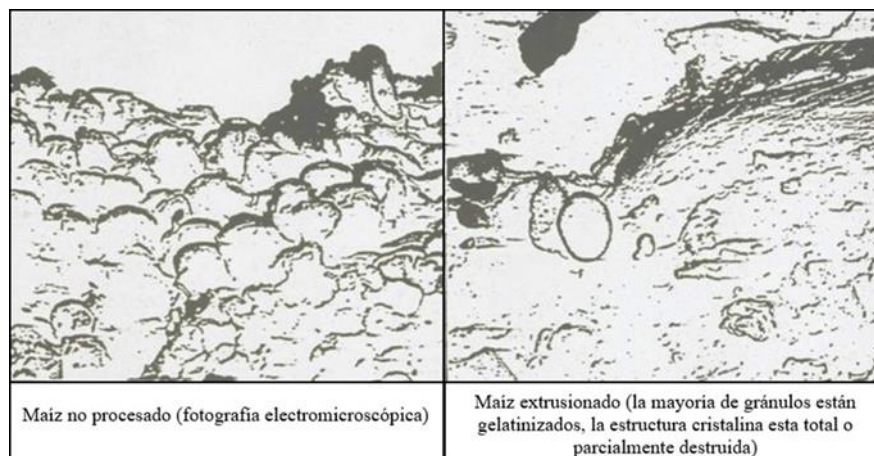 Maíz no procesado (fotografía electromicroscópica)
Maíz extrusionado (la mayoría de gránulos están
gelatinizados, la estructura cristalina esta total o
parcialmente destruida)